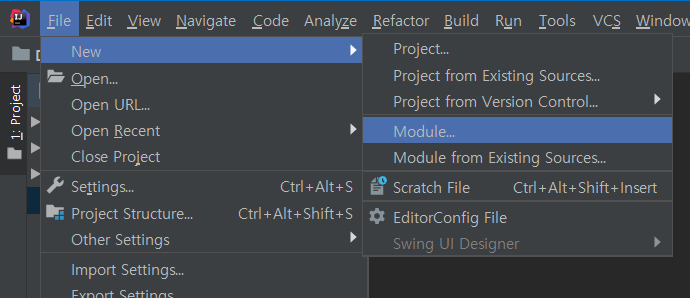 IJ
File Edit View Navigate Code Analyze Refactor Build Run Tools VCS Window
New
Open...
Open URL...
Open Recent
Close Project
Settings... Ctrl+Alt+S
Project Structure... Ctrl+Alt+Shift+S
Other Settings
Import Settings...
Export Settings...
Project...
Project from Existing Sources...
Project from Version Control...
Module...
Module from Existing Sources...
Scratch File Ctrl+Alt+Shift+Insert
EditorConfig File
Swing UI Designer
1: Project